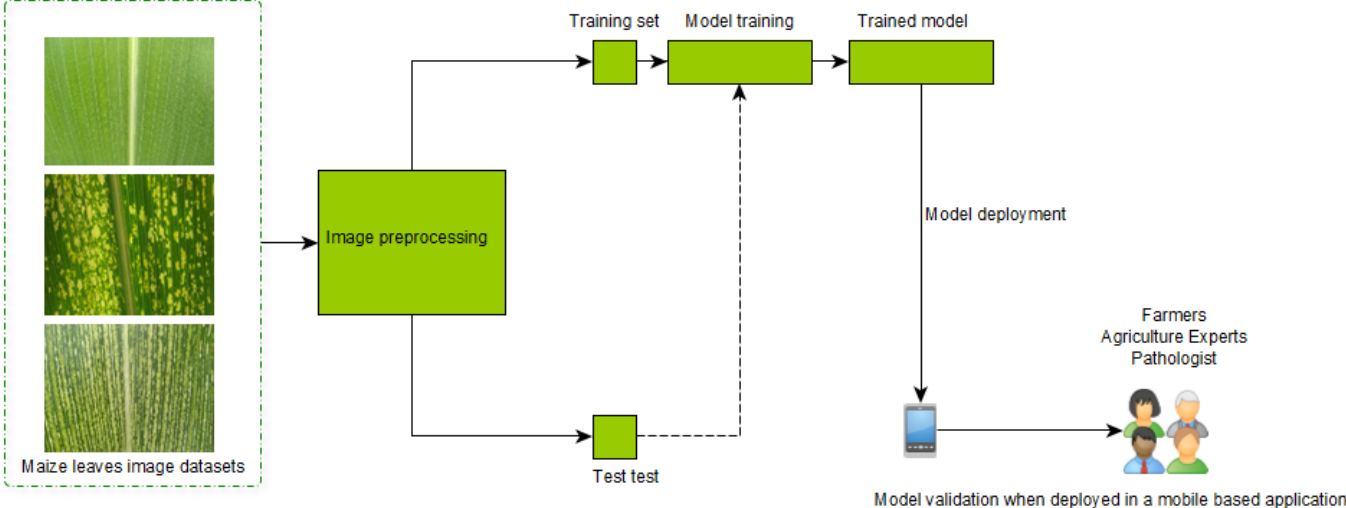 Training set
Model training
Trained model
Image preprocessing
Model deployment
Farmers
Agriculture Experts
Pathologist
Maize leaves image datasets
Test test
Model validation when deployed in a mobile based application